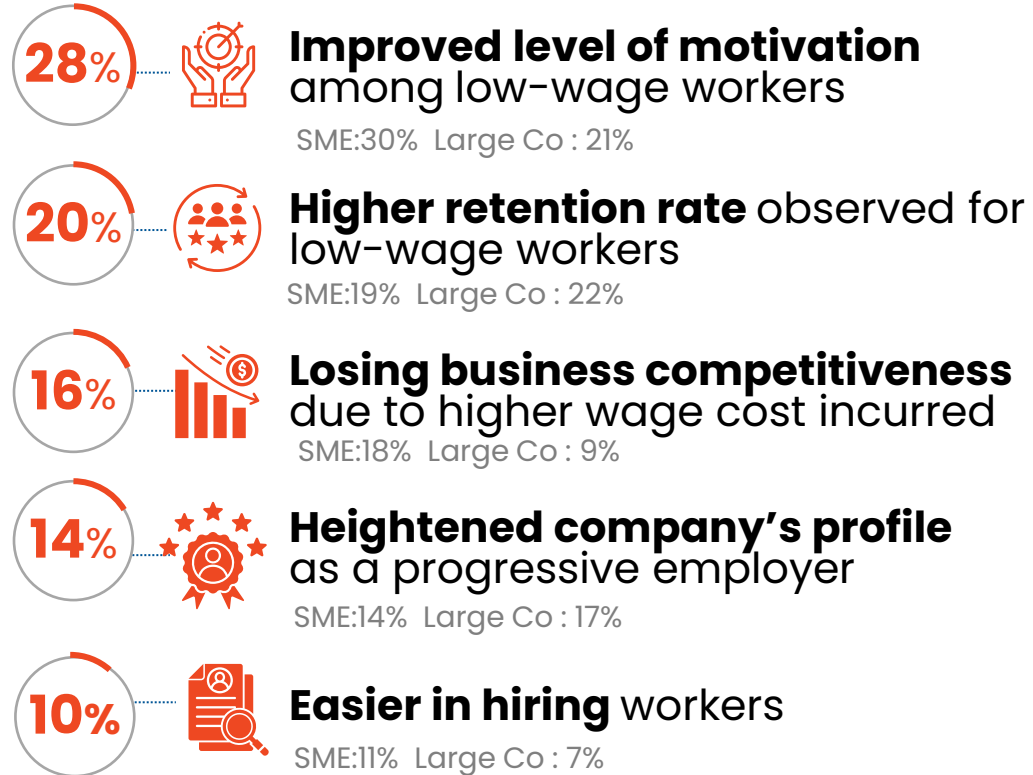 28%
Improved level of motivation
among low-wage workers
SME:30% Large Co : 21%
20%
Higher retention rate observed for
low-wage workers
SME:19% Large Co : 22%
16%
$
Losing business competitiveness
due to higher wage cost incurred
SME:18% Large Co : 9%
14%
Heightened company’s profile
as a progressive employer
SME:14% Large Co : 17%
10%
Easier in hiring workers
SME:11% Large Co : 7%